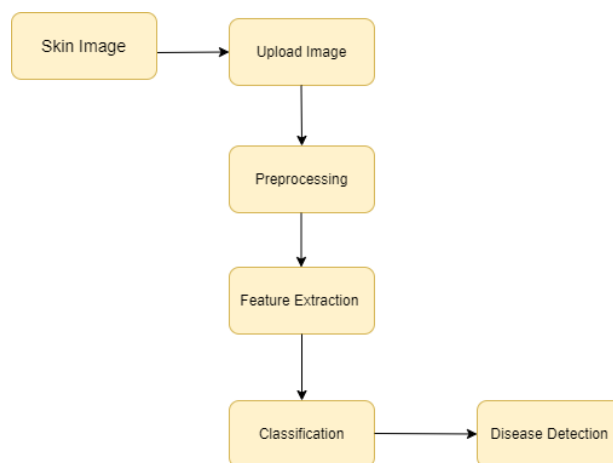 Skin Image
Upload Image
Preprocessing
Feature Extraction
Classification
Disease Detection